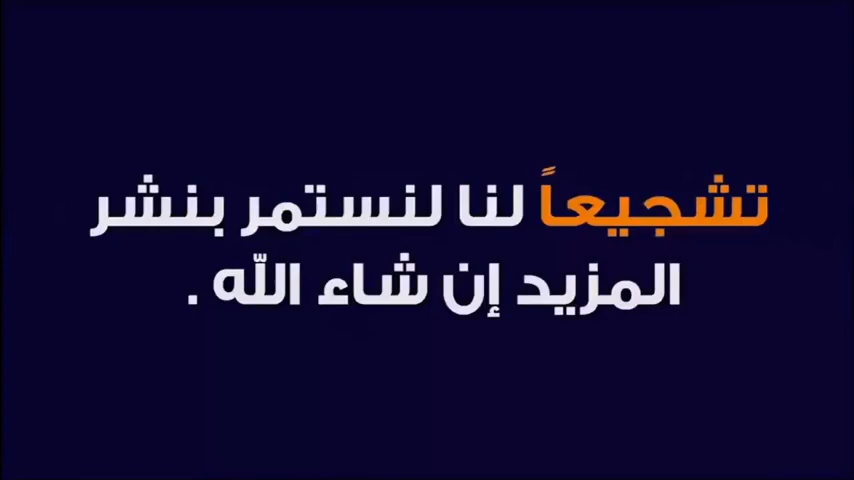 تشجيعاً لنا لنستمر بنشر
المزيد إن شاء الله .